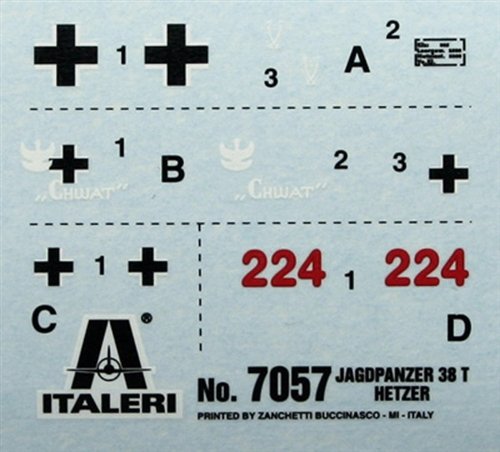 1
3
A
2
„CHWAT”
1
B
„CHWAT”
2
3
1
C
224
1
224
D
ITALERI ®
No. 7057 JAGDPANZER 38 T
HETZER
PRINTED BY ZANCHETTI BUCCINASCO - MI - ITALY